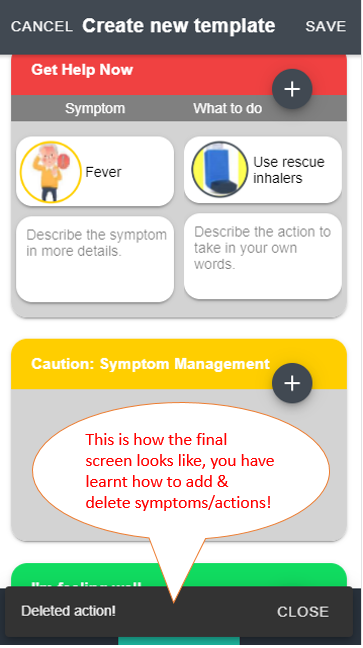 CANCEL Create new template SAVE
Get Help Now
Symptom What to do
Fever
Use rescue
inhalers
Describe the symptom
in more details.
Describe the action to
take in your own
words.
Caution: Symptom Management
This is how the final
screen looks like, you have
learnt how to add &
delete symptoms/actions!
I'm feeling well
Deleted action! CLOSE